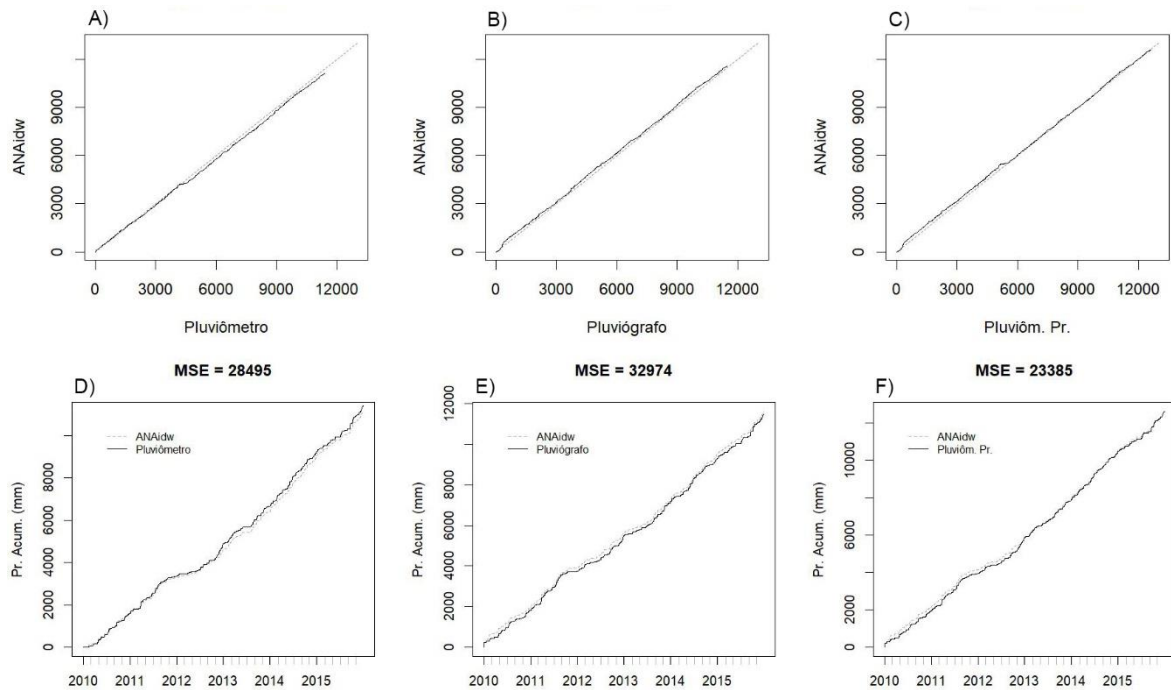 A)
B)
C)
ANAidw
0 3000 6000 9000
0 3000 6000 9000 12000
Pluviômetro
ANAidw
0 3000 6000 9000
0 3000 6000 9000 12000
Pluviógrafo
ANAidw
0 3000 6000 9000
0 3000 6000 9000 12000
Pluviôm. Pr.
MSE = 28495
MSE = 32974
MSE = 23385
D)
E)
F)
Pr. Acum. (mm)
0 2000 4000 6000 8000
ANAidw
Pluviômetro
2010 2011 2012 2013 2014 2015
Pr. Acum. (mm)
0 2000 4000 6000 8000 12000
ANAidw
Pluviógrafo
2010 2011 2012 2013 2014 2015
Pr. Acum. (mm)
0 2000 6000 10000
ANAidw
Pluviôm. Pr.
2010 2011 2012 2013 2014 2015